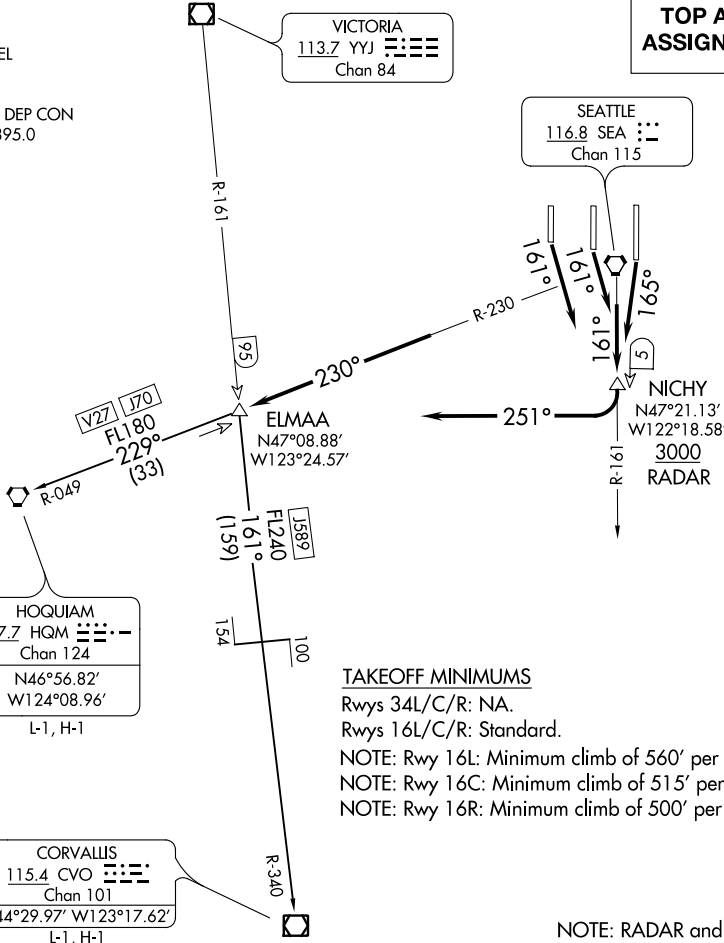 VICTORIA
113.7 YYJ
Chan 84
TOP A
ASSIGN
EL
DEP CON
95.0
SEATTLE
116.8 SEA
Chan 115
R-161
161°
161°
165°
161°
R-230
5
95
230°
NICHY
N47°21.13'
W122°18.58'
3000
RADAR
R-161
251°
ELMAA
N47°08.88'
W123°24.57'
V27 J70
FL180
229°
(33)
R-049
J589
FL240
161°
(159)
HOQUIAM
7.7 HQM
Chan 124
N46°56.82'
W124°08.96'
L-1, H-1
154
100
TAKEOFF MINIMUMS
Rwys 34L/C/R: NA.
Rwys 16L/C/R: Standard.
NOTE: Rwy 16L: Minimum climb of 560' per
NOTE: Rwy 16C: Minimum climb of 515' per
NOTE: Rwy 16R: Minimum climb of 500' per
CORVALLIS
115.4 CVO
Chan 101
44°29.97' W123°17.62'
L-1, H-1
R-340
NOTE: RADAR and